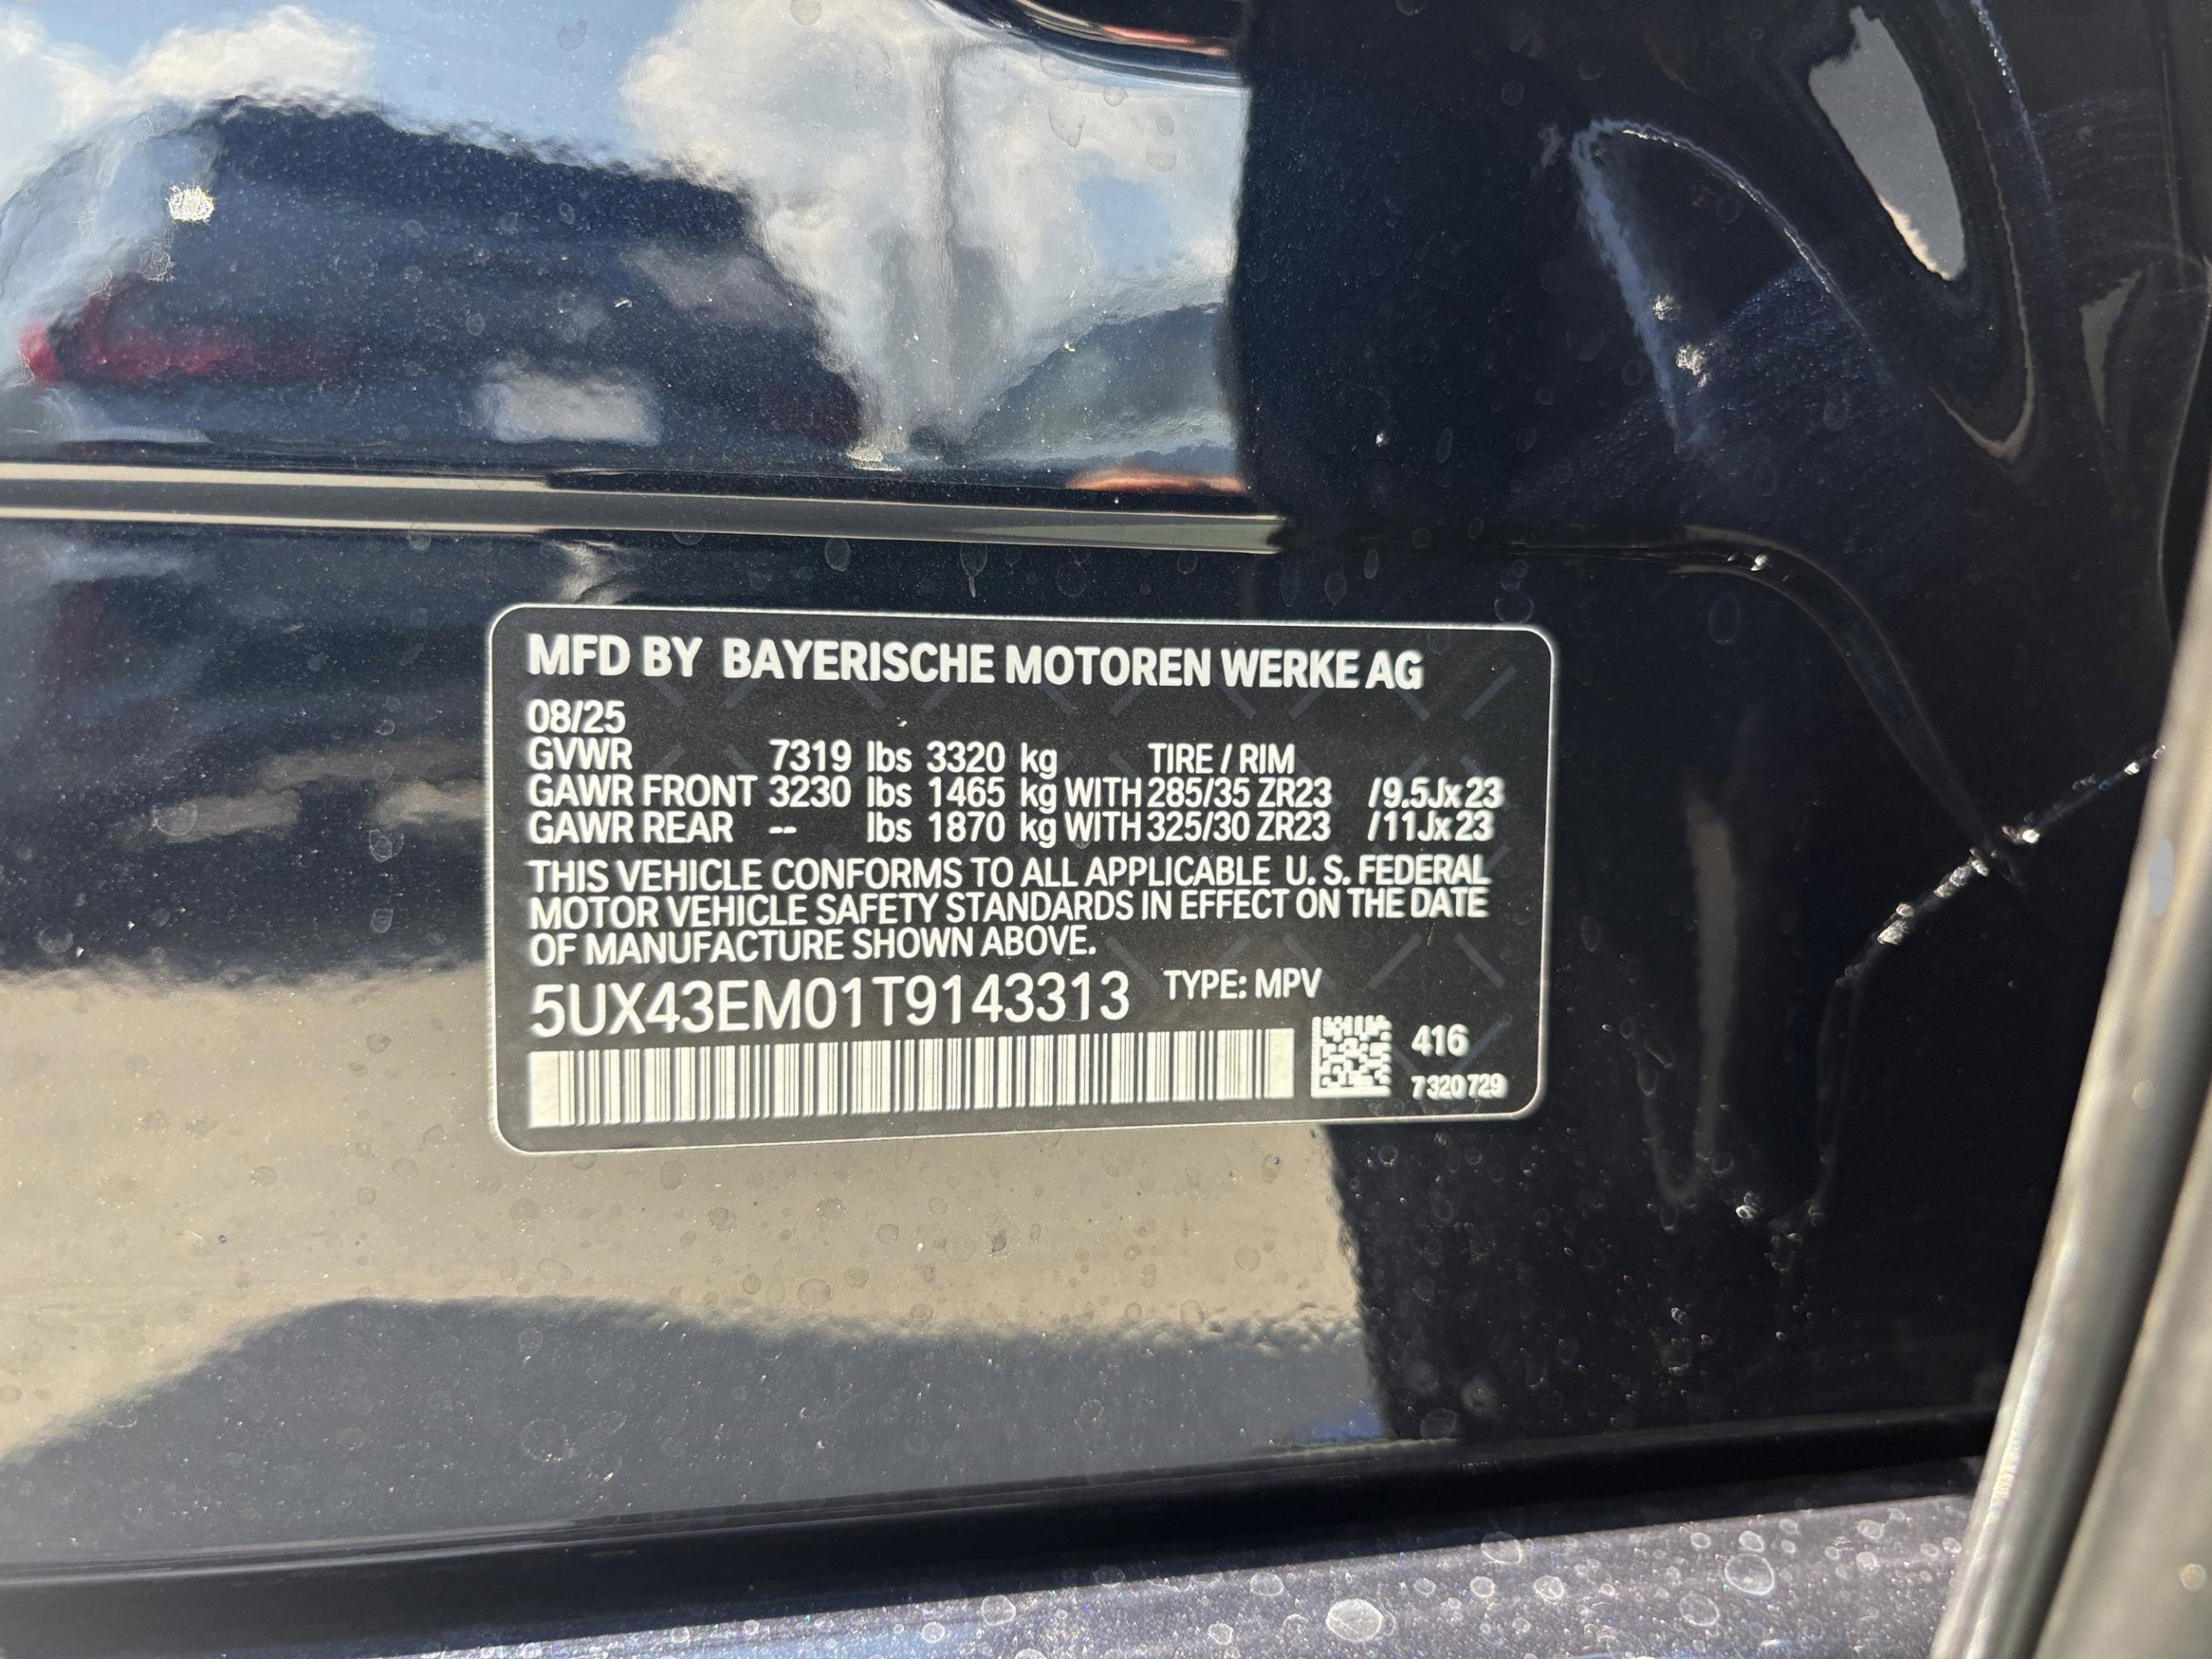 MFD BY BAYERISCHE MOTOREN WERKE AG
08/25
GVWR 7319 lbs 3320 kg TIRE / RIM
GAWR FRONT 3230 lbs 1465 kg WITH 285/35 ZR23 /9.5Jx23
GAWR REAR -- lbs 1870 kg WITH 325/30 ZR23 /11Jx23
THIS VEHICLE CONFORMS TO ALL APPLICABLE U. S. FEDERAL
MOTOR VEHICLE SAFETY STANDARDS IN EFFECT ON THE DATE
OF MANUFACTURE SHOWN ABOVE.
5UX43EM01T9143313 TYPE: MPV
416
7 320 729